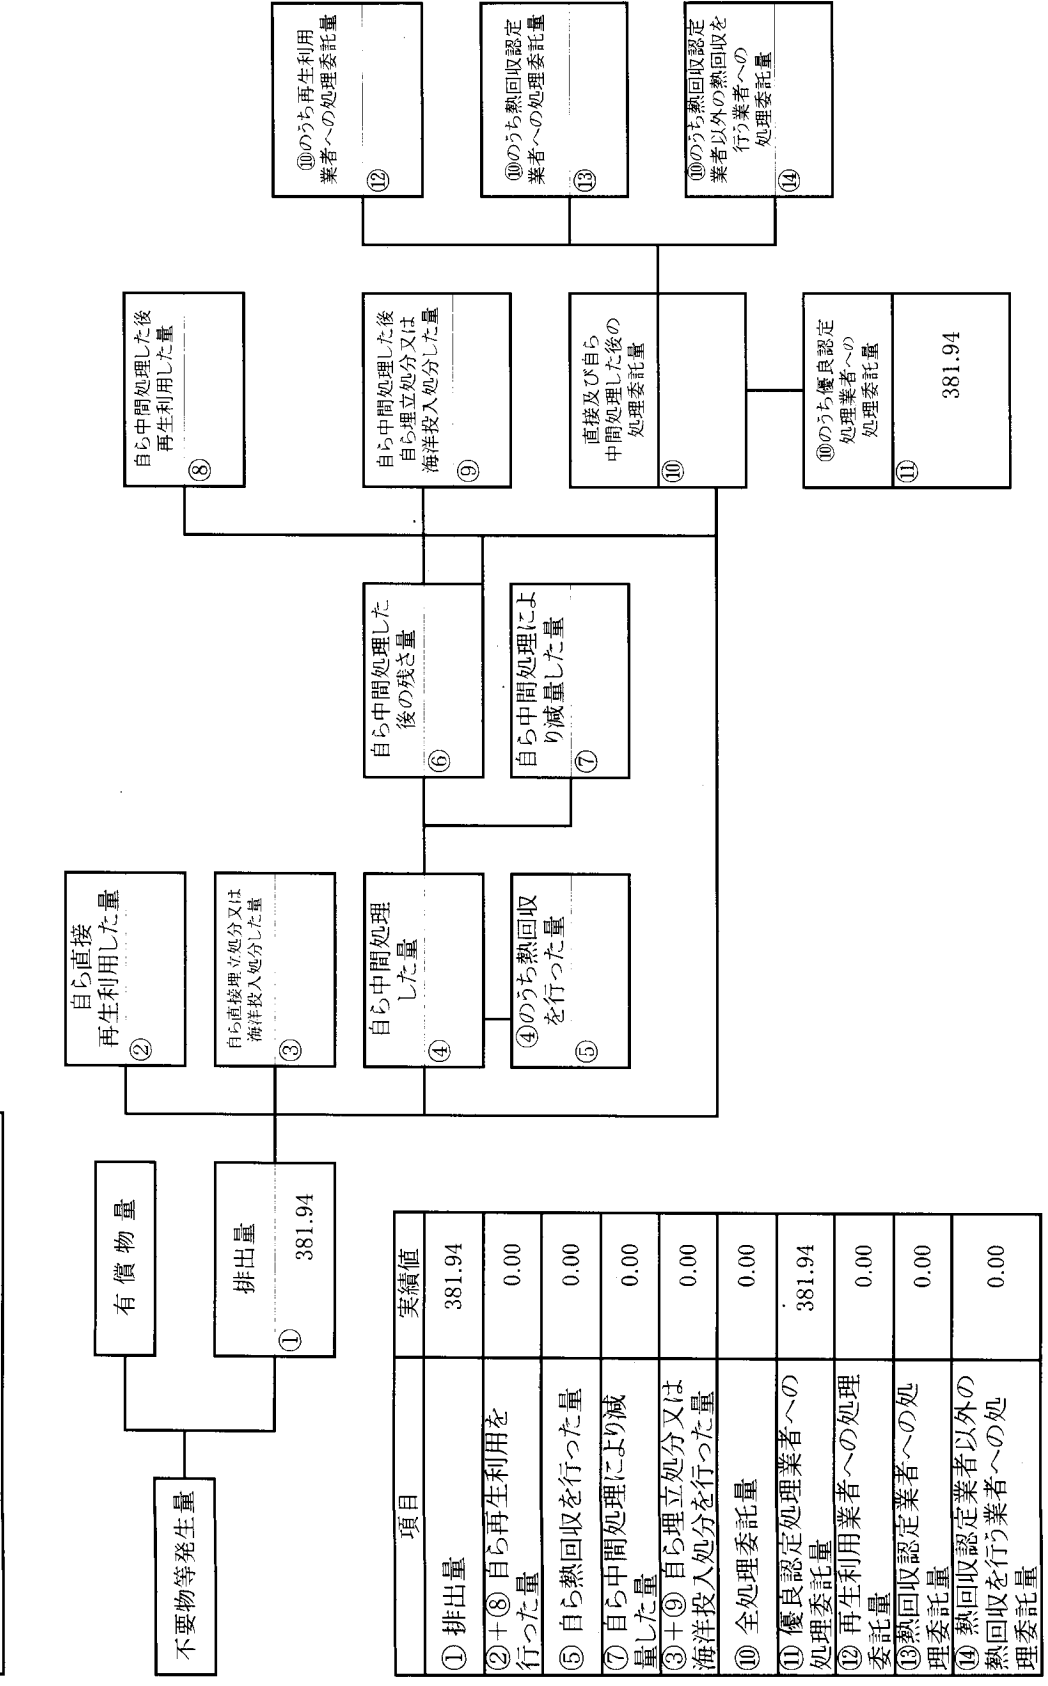 不要物等発生量
有償物量
排出量
① 381.94
自ら直接
再生利用した量
②
自ら直接埋立処分又は
海洋投入処分した量
③
自ら中間処理
した量
④
④のうち熱回収
を行った量
⑤
自ら中間処理した
後の残さ量
⑥
自ら中間処理によ
り減量した量
⑦
自ら中間処理した後
再生利用した量
⑧
自ら中間処理した後
自ら埋立処分又は
海洋投入処分した量
⑨
直接及び自ら
中間処理した後の
処理委託量
⑩
⑩のうち優良認定
処理業者への
処理委託量
⑪ 381.94
⑩のうち再生利用
業者への処理委託量
⑫
⑩のうち熱回収認定
業者への処理委託量
⑬
⑩のうち熱回収認定
業者以外の熱回収を
行う業者への
処理委託量
⑭
項目 実績値
① 排出量 381.94
②+⑧ 自ら再生利用を
行った量 0.00
⑤ 自ら熱回収を行った量 0.00
⑦ 自ら中間処理により減
量した量 0.00
③+⑨ 自ら埋立処分又は
海洋投入処分を行った量 0.00
⑩ 全処理委託量 0.00
⑪ 優良認定処理業者への
処理委託量 381.94
⑫ 再生利用業者への処理
委託量 0.00
⑬熱回収認定業者への処
理委託量 0.00
⑭ 熱回収認定業者以外の
熱回収を行う業者への処
理委託量 0.00